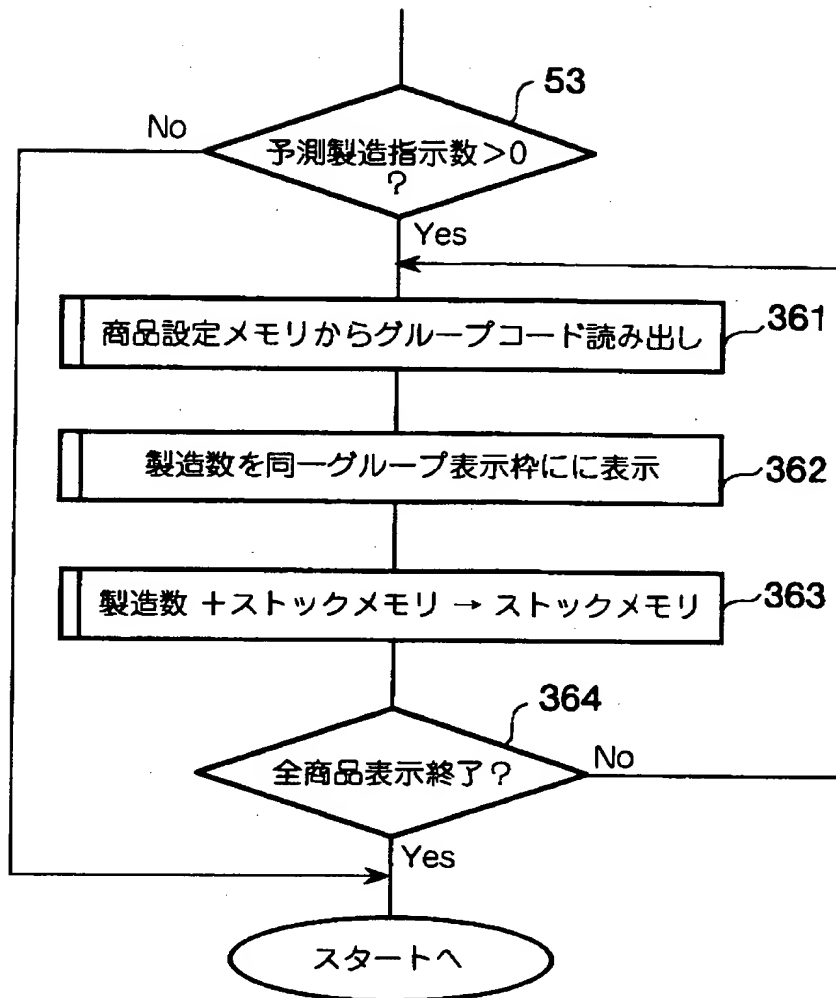 53
No
予測製造指示数>0
?
Yes
商品設定メモリからグループコード読み出し
361
製造数を同一グループ表示枠にに表示
362
製造数 +ストックメモリ → ストックメモリ
363
364
全商品表示終了?
No
Yes
スタートへ